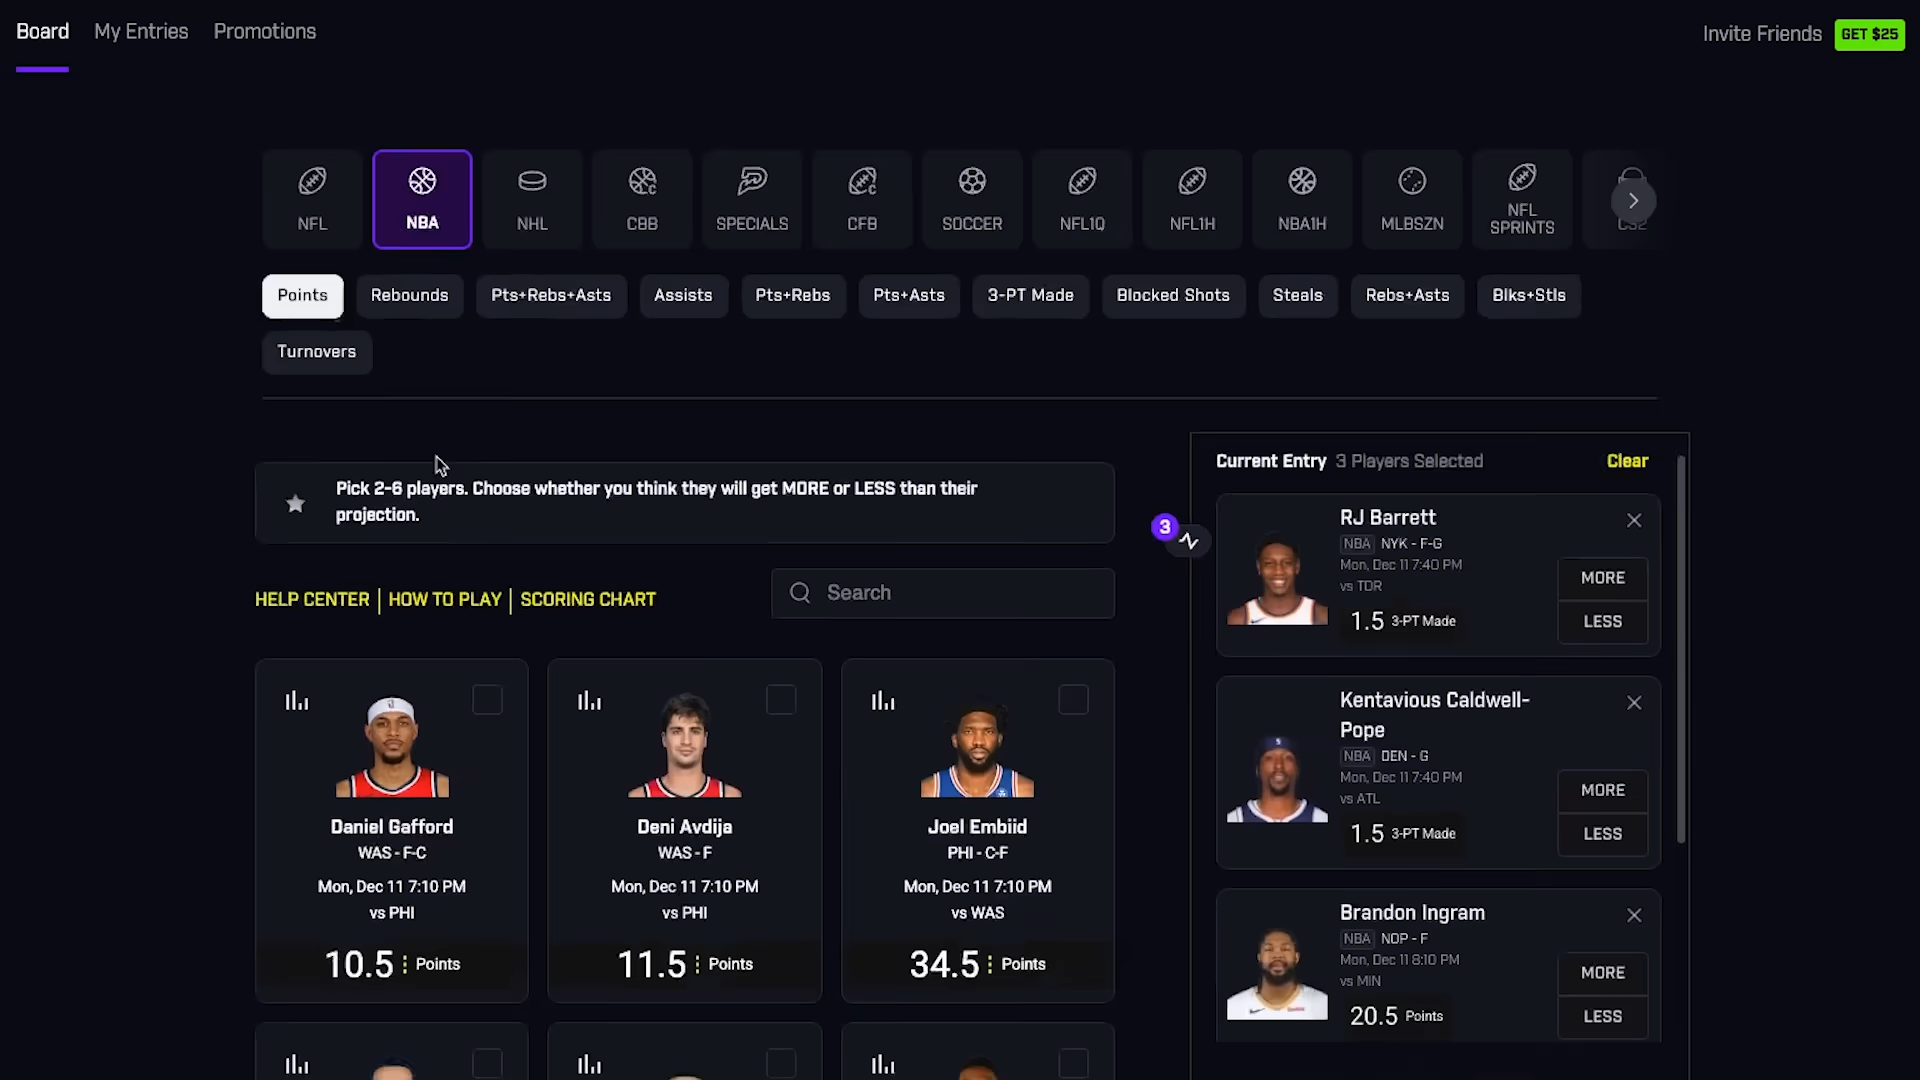 Board
My Entries
Promotions
Invite Friends
GET $25
NFL
NBA
NHL
CBB
SPECIALS
CFB
SOCCER
NFL1Q
NFL1H
NBA1H
MLBSZN
NFL
SPRINTS
CS2
Points
Rebounds
Pts+Rebs+Asts
Assists
Pts+Rebs
Pts+Asts
3-PT Made
Blocked Shots
Steals
Rebs+Asts
Blks+Stls
Turnovers
Pick 2-6 players. Choose whether you think they will get MORE or LESS than their
projection.
HELP CENTER | HOW TO PLAY | SCORING CHART
Search
Daniel Gafford
WAS - F-C
Mon, Dec 11 7:10 PM
vs PHI
10.5 Points
Deni Avdija
WAS - F
Mon, Dec 11 7:10 PM
vs PHI
11.5 Points
Joel Embiid
PHI - C-F
Mon, Dec 11 7:10 PM
vs WAS
34.5 Points
Current Entry 3 Players Selected
Clear
3
RJ Barrett
NBA NYK - F-G
Mon, Dec 11 7:40 PM
vs TOR
1.5 3-PT Made
MORE
LESS
Kentavious Caldwell-
Pope
NBA DEN - G
Mon, Dec 11 7:40 PM
vs ATL
1.5 3-PT Made
MORE
LESS
Brandon Ingram
NBA NOP - F
Mon, Dec 11 8:10 PM
vs MIN
20.5 Points
MORE
LESS